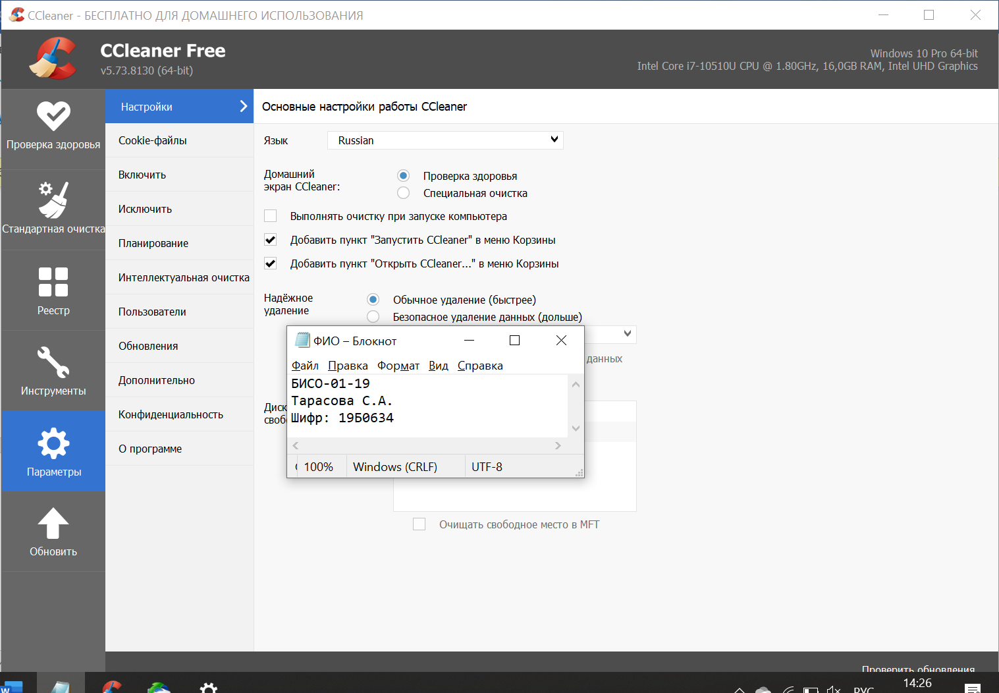 CCleaner - БЕСПЛАТНО ДЛЯ ДОМАШНЕГО ИСПОЛЬЗОВАНИЯ
CCleaner Free
v5.73.8130 (64-bit)
Windows 10 Pro 64-bit
Intel Core i7-10510U CPU @ 1.80GHz, 16,0GB RAM, Intel UHD Graphics
Проверка здоровья
Стандартная очистка
Реестр
Инструменты
Параметры
Обновить
Настройки
Cookie-файлы
Включить
Исключить
Планирование
Интеллектуальная очистка
Пользователи
Обновления
Дополнительно
Конфиденциальность
О программе
Основные настройки работы CCleaner
Язык
Russian
Домашний
экран CCleaner:
Проверка здоровья
Специальная очистка
Выполнять очистку при запуске компьютера
Добавить пункт "Запустить CCleaner" в меню Корзины
Добавить пункт "Открыть CCleaner..." в меню Корзины
Надёжное
удаление
Обычное удаление (быстрее)
Безопасное удаление данных (дольше)
данных
Диск
своб
ФИО – Блокнот
Файл Правка Формат Вид Справка
БИСО-01-19
Тарасова С.А.
Шифр: 19Б0634
100% Windows (CRLF) UTF-8
Очищать свободное место в MFT
Проверить обновления
W
РУС
14:26